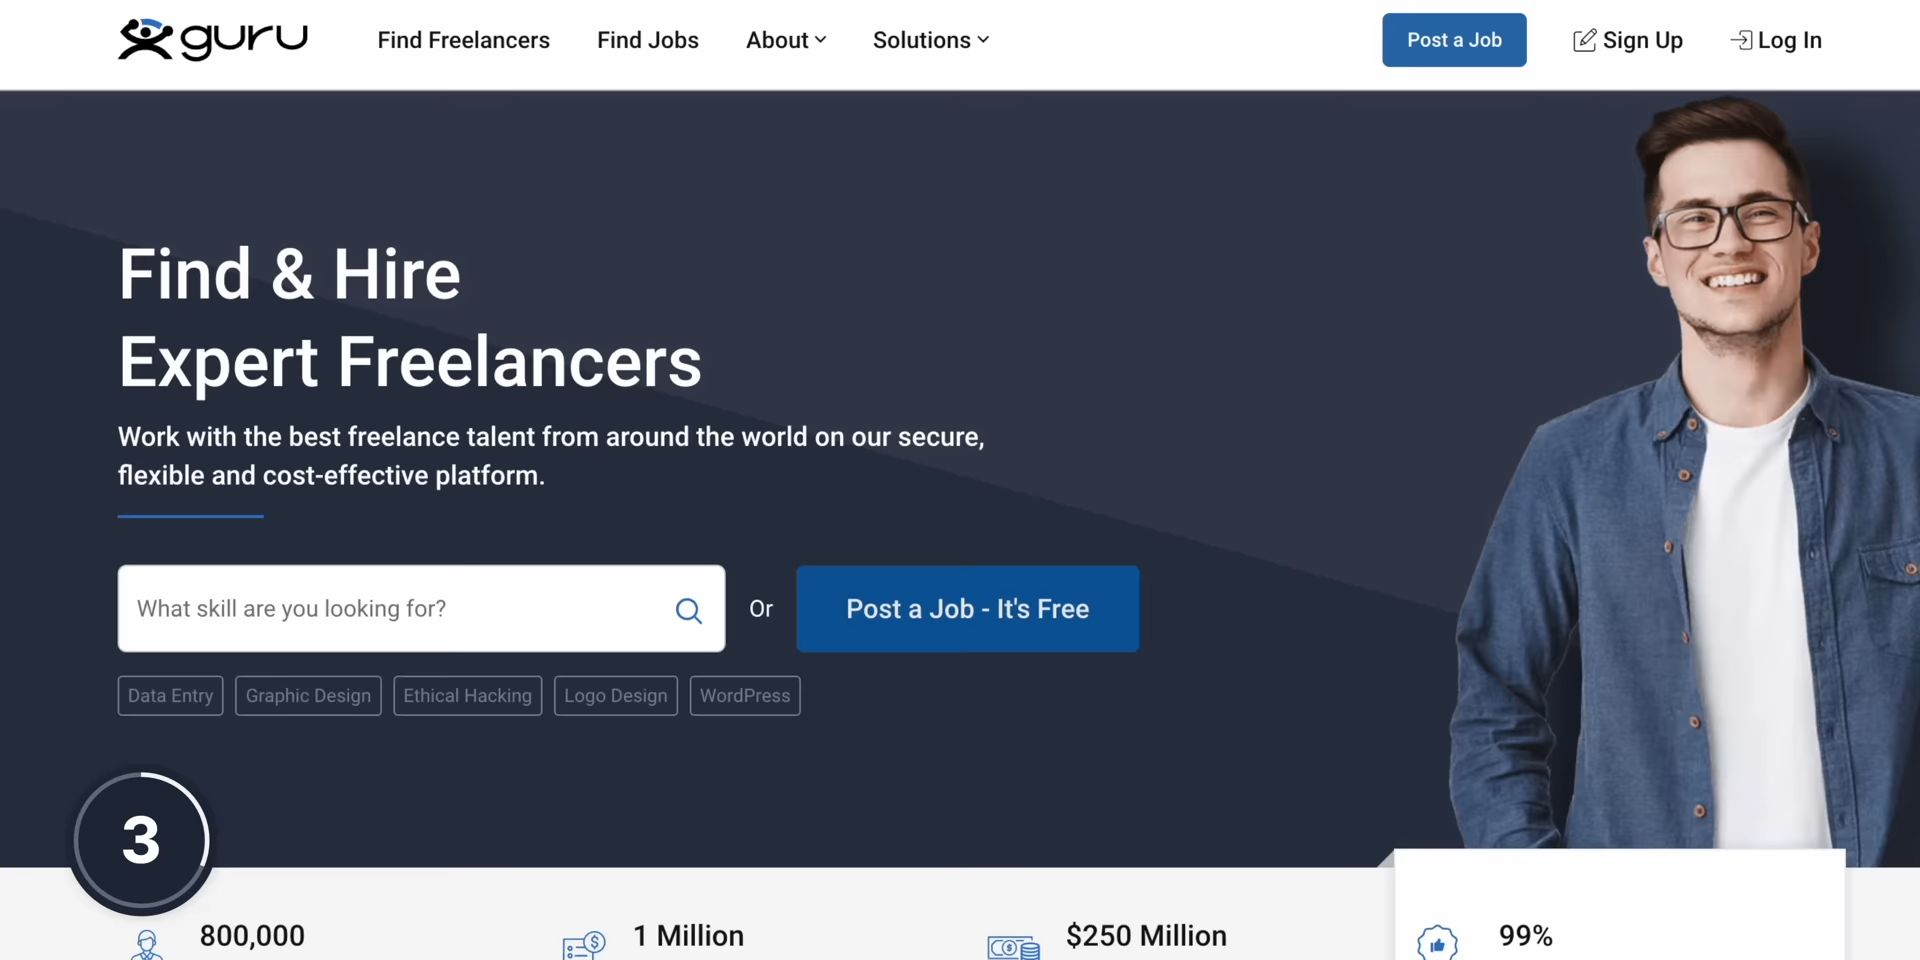 guru
Find Freelancers
Find Jobs
About
Solutions
Post a Job
Sign Up
Log In
Find & Hire
Expert Freelancers
Work with the best freelance talent from around the world on our secure,
flexible and cost-effective platform.
What skill are you looking for?
Or
Post a Job - It's Free
Data Entry
Graphic Design
Ethical Hacking
Logo Design
WordPress
3
800,000
1 Million
$250 Million
99%